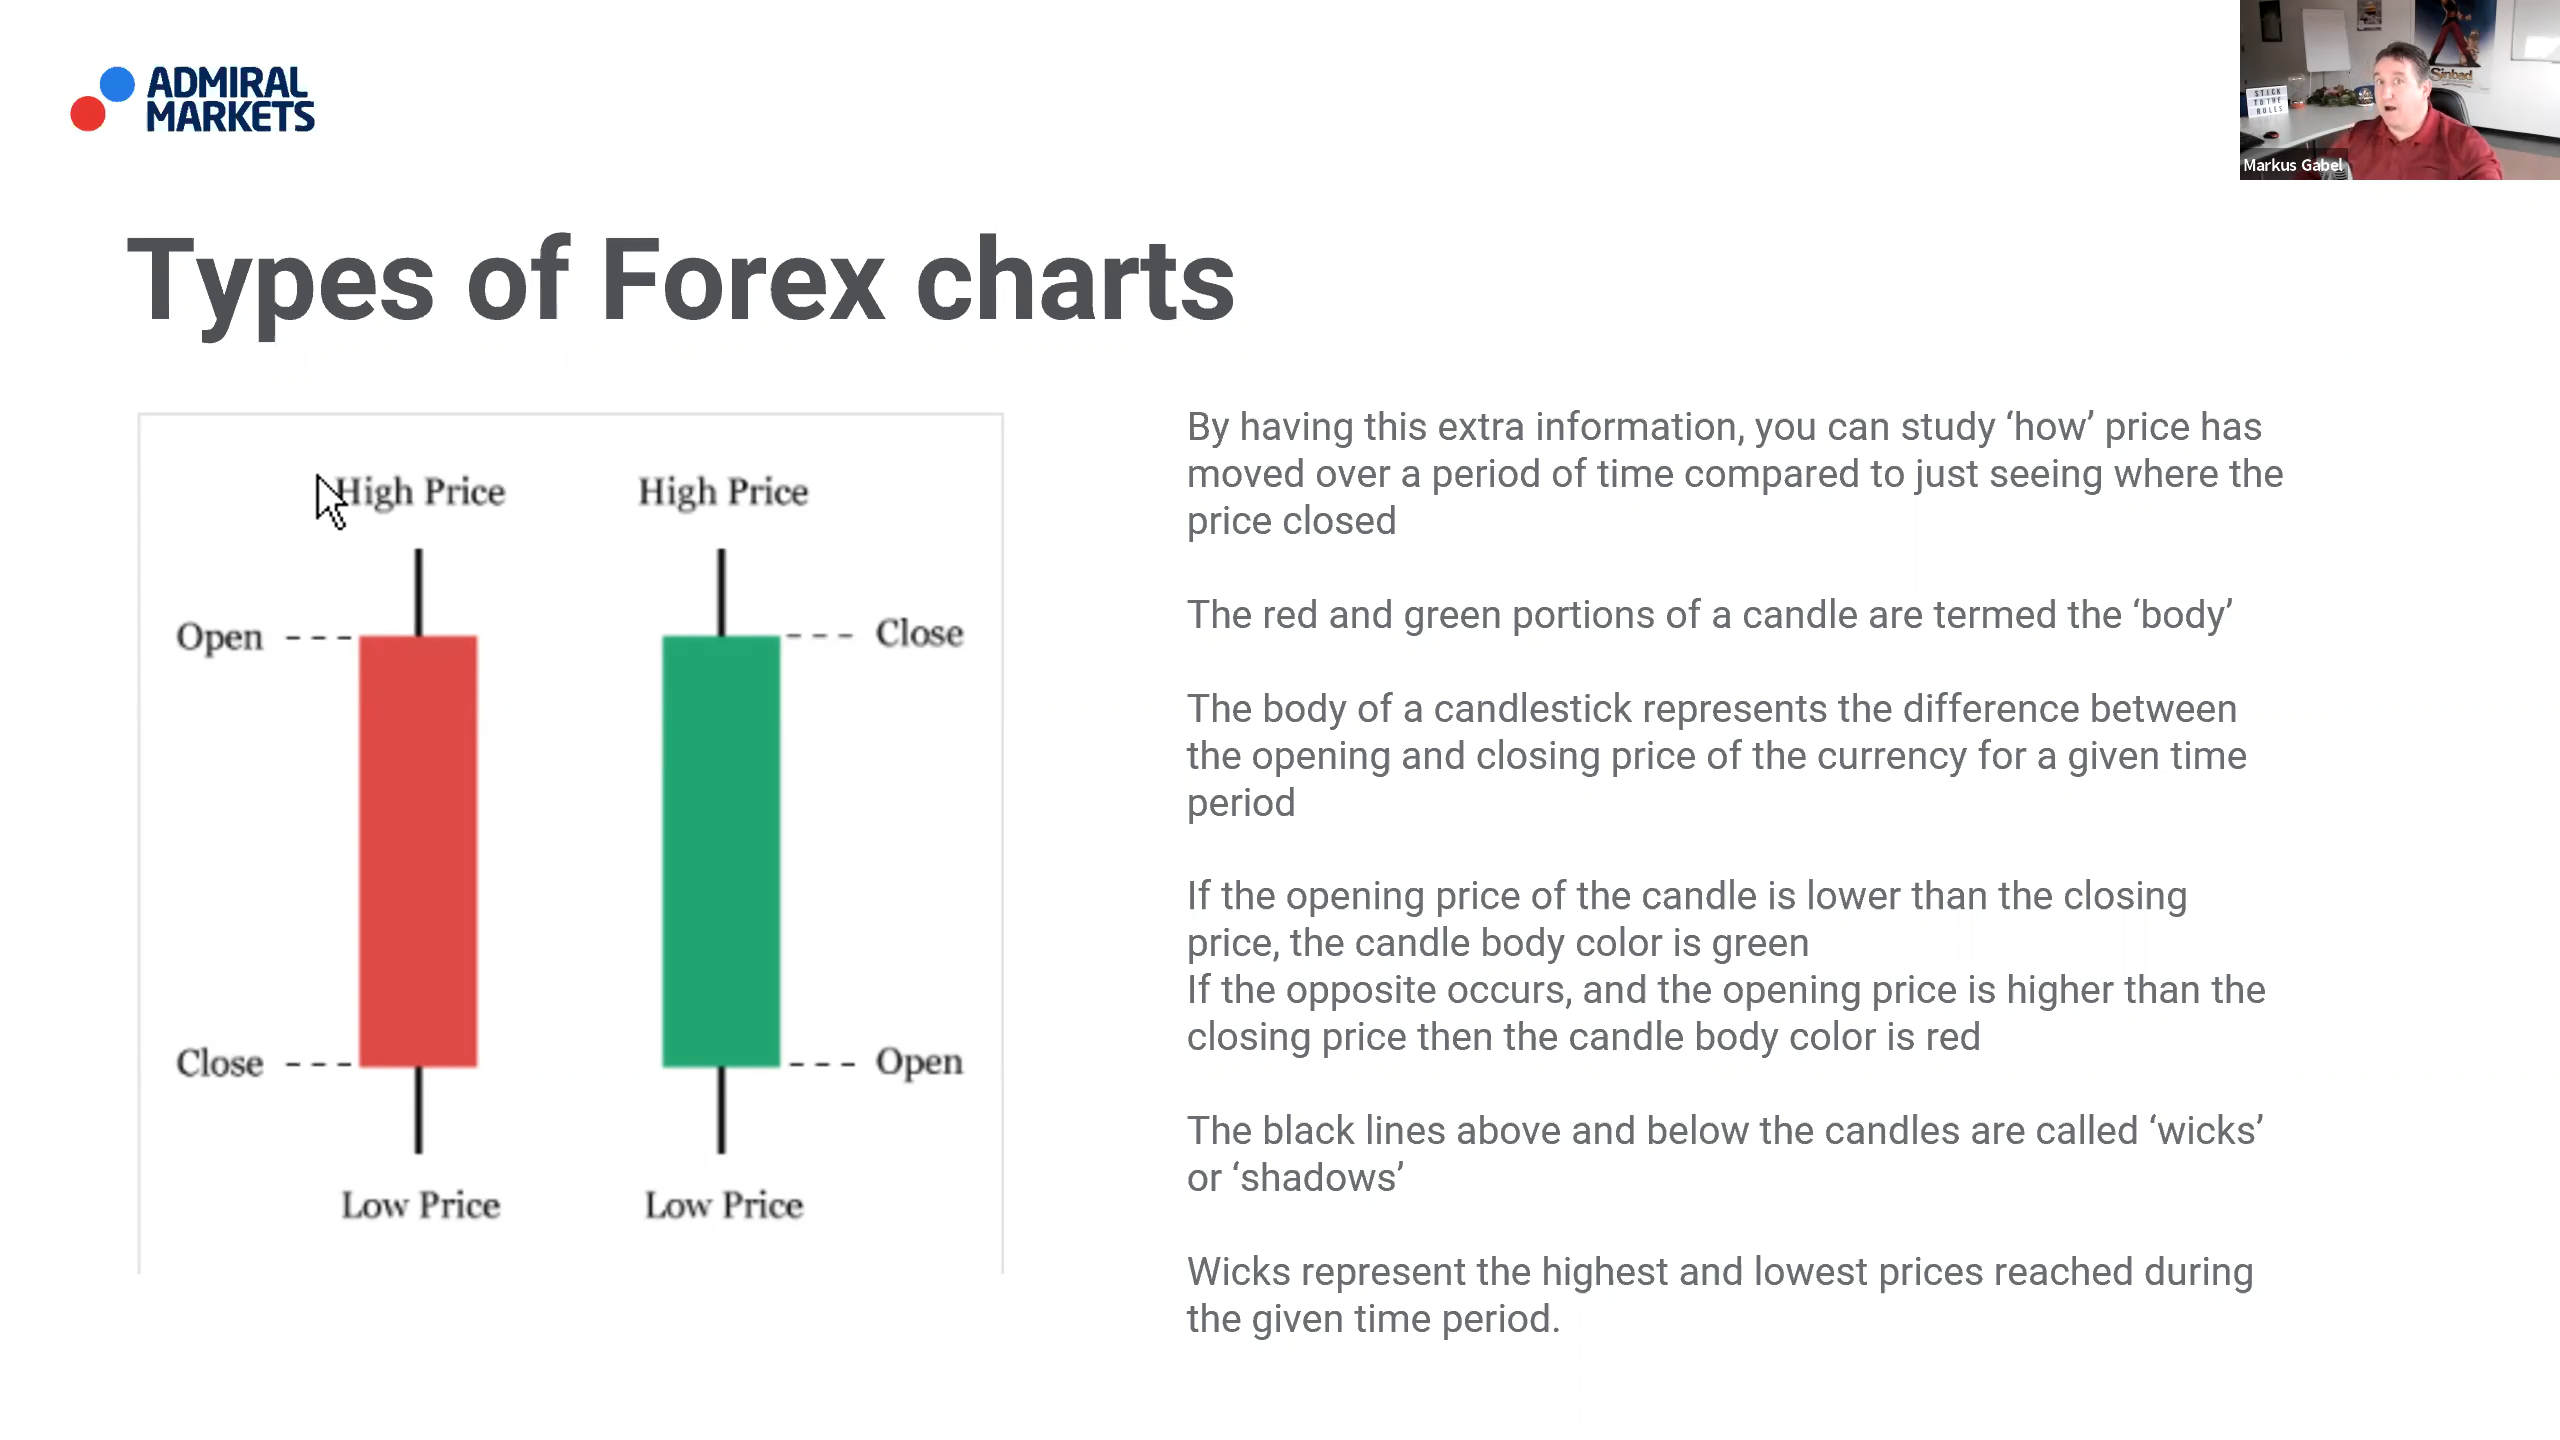 ADMIRAL
MARKETS
Sinbad
STICK
TO THE
RULES
Markus Gabel
Types of Forex charts
High Price
High Price
Open
Close
Close
Open
Low Price
Low Price
By having this extra information, you can study ‘how’ price has
moved over a period of time compared to just seeing where the
price closed
The red and green portions of a candle are termed the ‘body’
The body of a candlestick represents the difference between
the opening and closing price of the currency for a given time
period
If the opening price of the candle is lower than the closing
price, the candle body color is green
If the opposite occurs, and the opening price is higher than the
closing price then the candle body color is red
The black lines above and below the candles are called ‘wicks’
or ‘shadows’
Wicks represent the highest and lowest prices reached during
the given time period.